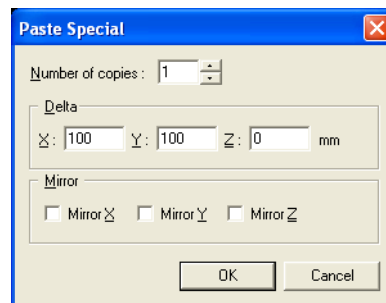 Paste Special
Number of copies : 1
Delta
X : 100 Y : 100 Z : 0 mm
Mirror
Mirror X Mirror Y Mirror Z
OK Cancel